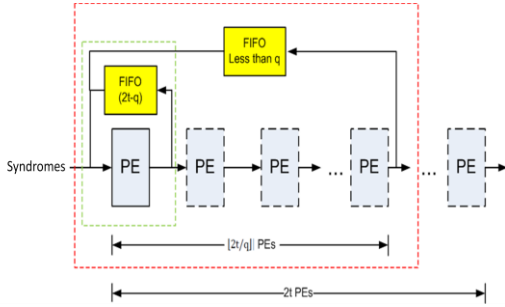 FIFO
Less than q
FIFO
(2t-q)
Syndromes
PE
PE
PE
...
PE
...
PE
⌊2t/q⌋| PEs
2t PEs